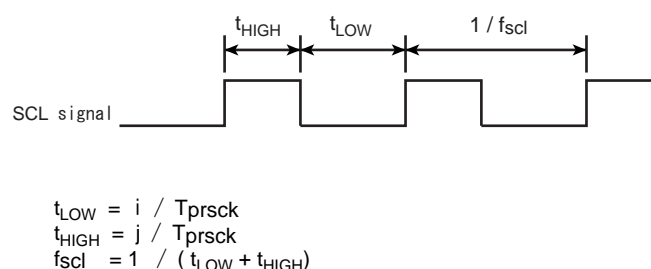 tHIGH tLOW 1 / fscl
SCL signal
tLOW = i / Tprsck
tHIGH = j / Tprsck
fscl = 1 / ( tLOW + tHIGH)